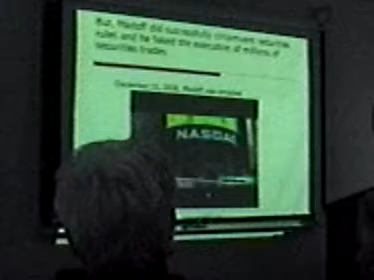 But, Madoff did successfully circumvent securities
rules and he faked the execution of millions of
securities trades
December 11, 2008, Madoff was arrested
NASDAQ